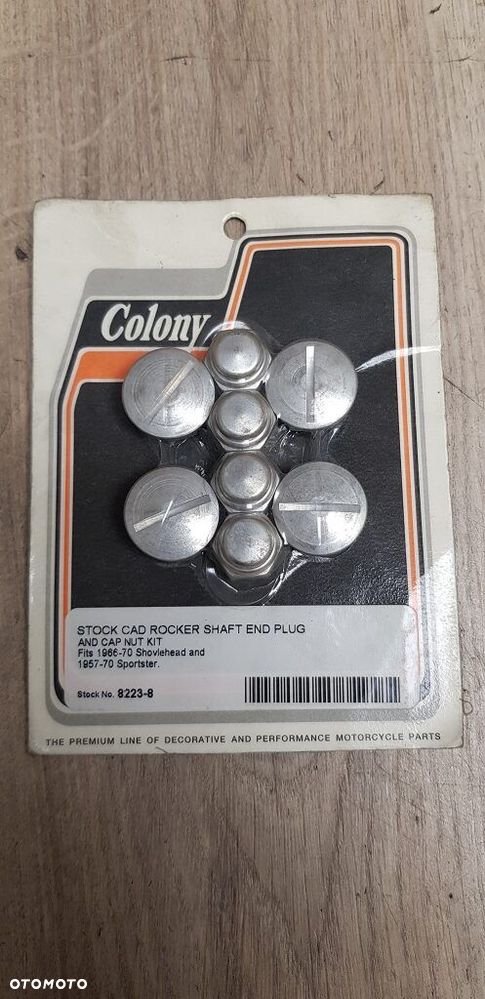 Colony
STOCK CAD ROCKER SHAFT END PLUG
AND CAP NUT KIT
Fits 1966-70 Shovlehead and
1957-70 Sportster.
Stock No. 8223-8
THE PREMIUM LINE OF DECORATIVE AND PERFORMANCE MOTORCYCLE PARTS
OTOMOTO